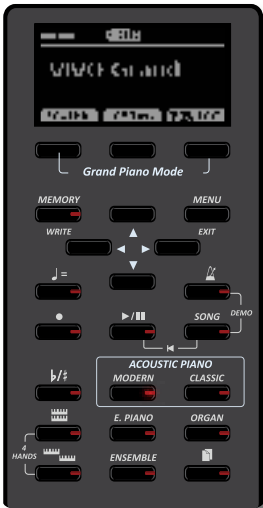 Grand Piano Mode
MEMORY MENU
WRITE EXIT
♩ =
DEMO
SONG
ACOUSTIC PIANO
MODERN CLASSIC
♭/♯
E. PIANO ORGAN
4
HANDS
ENSEMBLE